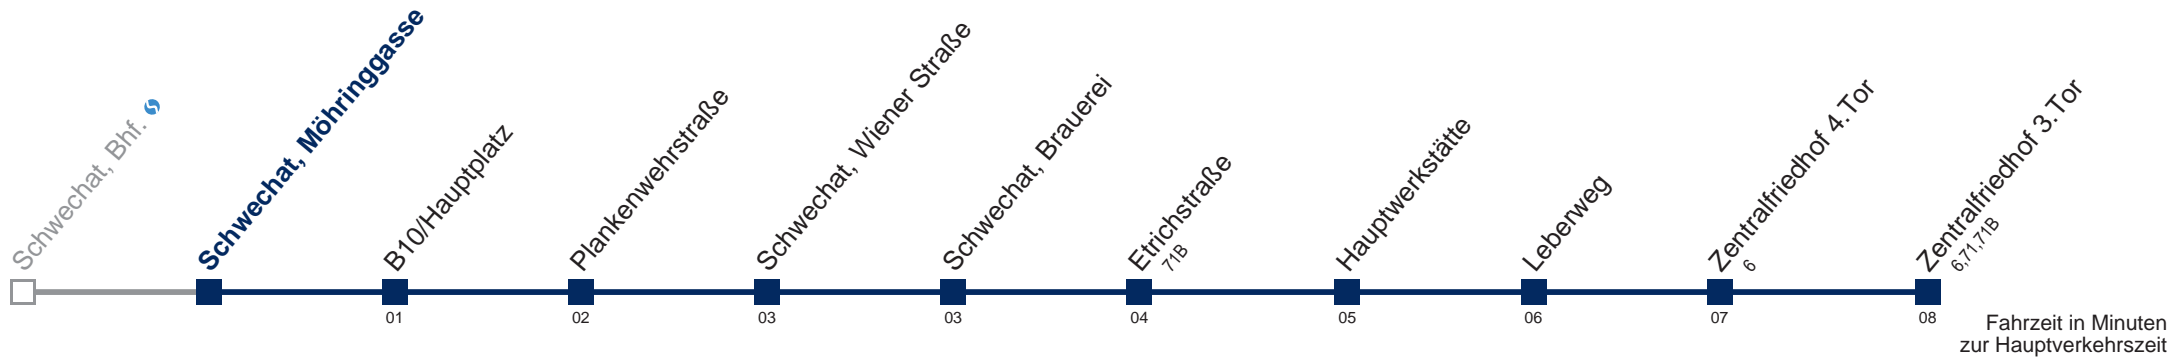 Schwechat, Bhf.
Schwechat, Möhringgasse
B10/Hauptplatz
01
Plankenwehrstraße
02
Schwechat, Wiener Straße
03
Schwechat, Brauerei
03
Etrichstraße
71B
04
Hauptwerkstätte
05
Leberweg
06
Zentralfriedhof 4.Tor
6
07
Zentralfriedhof 3.Tor
6,71,71B
08
Fahrzeit in Minuten
zur Hauptverkehrszeit